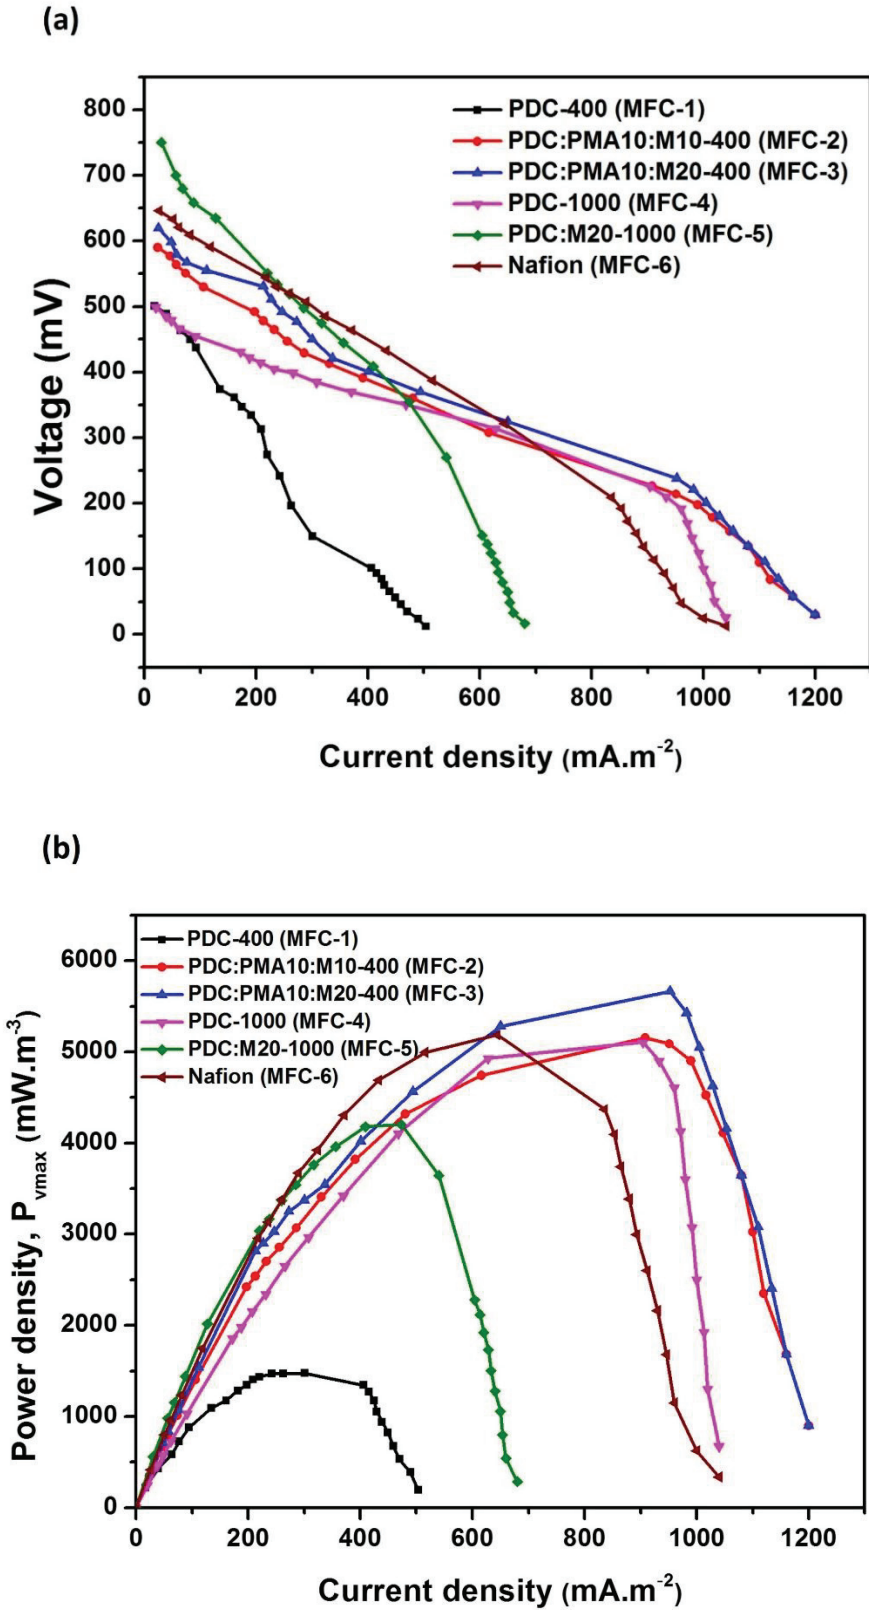 (a)
800
700
600
500
400
300
200
100
0
Voltage (mV)
PDC-400 (MFC-1)
PDC:PMA10:M10-400 (MFC-2)
PDC:PMA10:M20-400 (MFC-3)
PDC-1000 (MFC-4)
PDC:M20-1000 (MFC-5)
Nafion (MFC-6)
0 200 400 600 800 1000 1200
Current density (mA.m⁻²)
(b)
6000
5000
4000
3000
2000
1000
0
Power density, Pvmax (mW.m⁻³)
PDC-400 (MFC-1)
PDC:PMA10:M10-400 (MFC-2)
PDC:PMA10:M20-400 (MFC-3)
PDC-1000 (MFC-4)
PDC:M20-1000 (MFC-5)
Nafion (MFC-6)
0 200 400 600 800 1000 1200
Current density (mA.m⁻²)